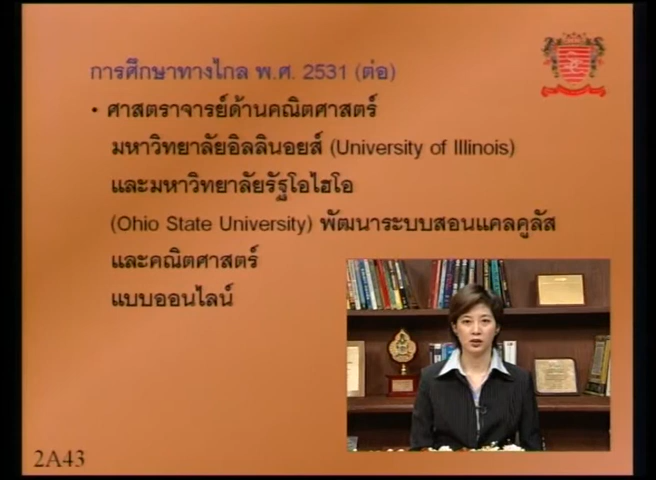 การศึกษาทางไกล พ.ศ. 2531 (ต่อ)
• ศาสตราจารย์ด้านคณิตศาสตร์
มหาวิทยาลัยอิลลินอยส์ (University of Illinois)
และมหาวิทยาลัยรัฐโอไฮโอ
(Ohio State University) พัฒนาระบบสอนแคลคูลัส
และคณิตศาสตร์
แบบออนไลน์
2A43